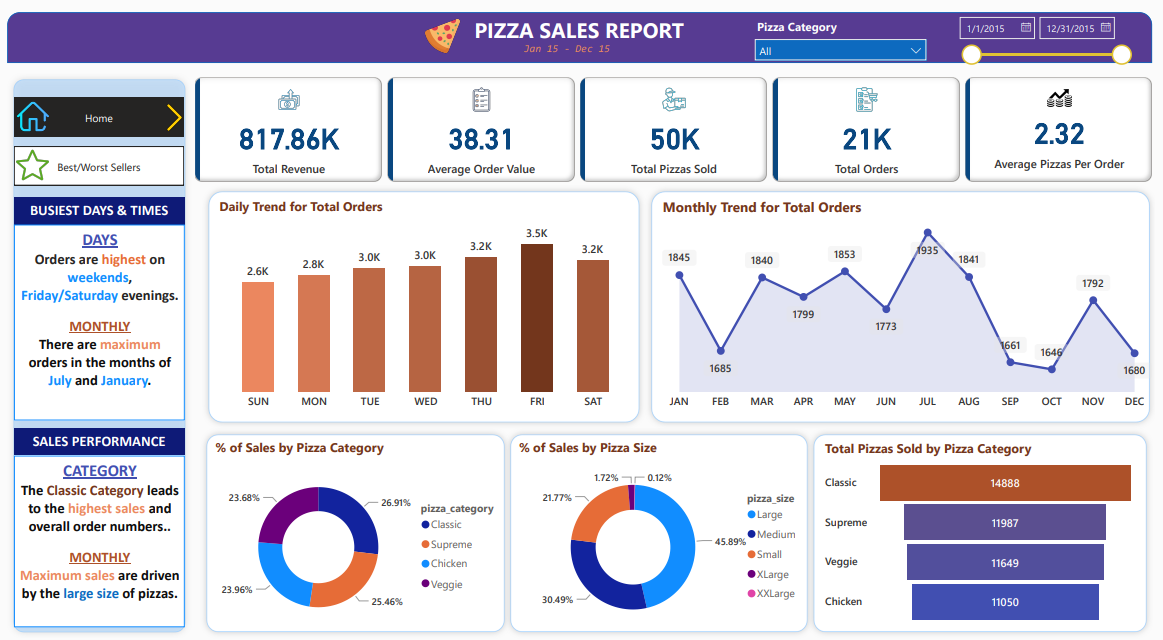 PIZZA SALES REPORT
Jan 15 - Dec 15
Pizza Category
All
1/1/2015
12/31/2015
Home
Best/Worst Sellers
BUSIEST DAYS & TIMES
DAYS
Orders are highest on
weekends,
Friday/Saturday evenings.
MONTHLY
There are maximum
orders in the months of
July and January.
SALES PERFORMANCE
CATEGORY
The Classic Category leads
to the highest sales and
overall order numbers..
MONTHLY
Maximum sales are driven
by the large size of pizzas.
817.86K
Total Revenue
38.31
Average Order Value
50K
Total Pizzas Sold
21K
Total Orders
2.32
Average Pizzas Per Order
Daily Trend for Total Orders
2.6K
2.8K
3.0K
3.0K
3.2K
3.5K
3.2K
SUN MON TUE WED THU FRI SAT
Monthly Trend for Total Orders
1845
1685
1840
1799
1853
1773
1935
1841
1661
1646
1792
1680
JAN FEB MAR APR MAY JUN JUL AUG SEP OCT NOV DEC
% of Sales by Pizza Category
23.68%
26.91%
23.96%
25.46%
pizza_category
Classic
Supreme
Chicken
Veggie
% of Sales by Pizza Size
1.72%
0.12%
21.77%
45.89%
30.49%
pizza_size
Large
Medium
Small
XLarge
XXLarge
Total Pizzas Sold by Pizza Category
Classic 14888
Supreme 11987
Veggie 11649
Chicken 11050